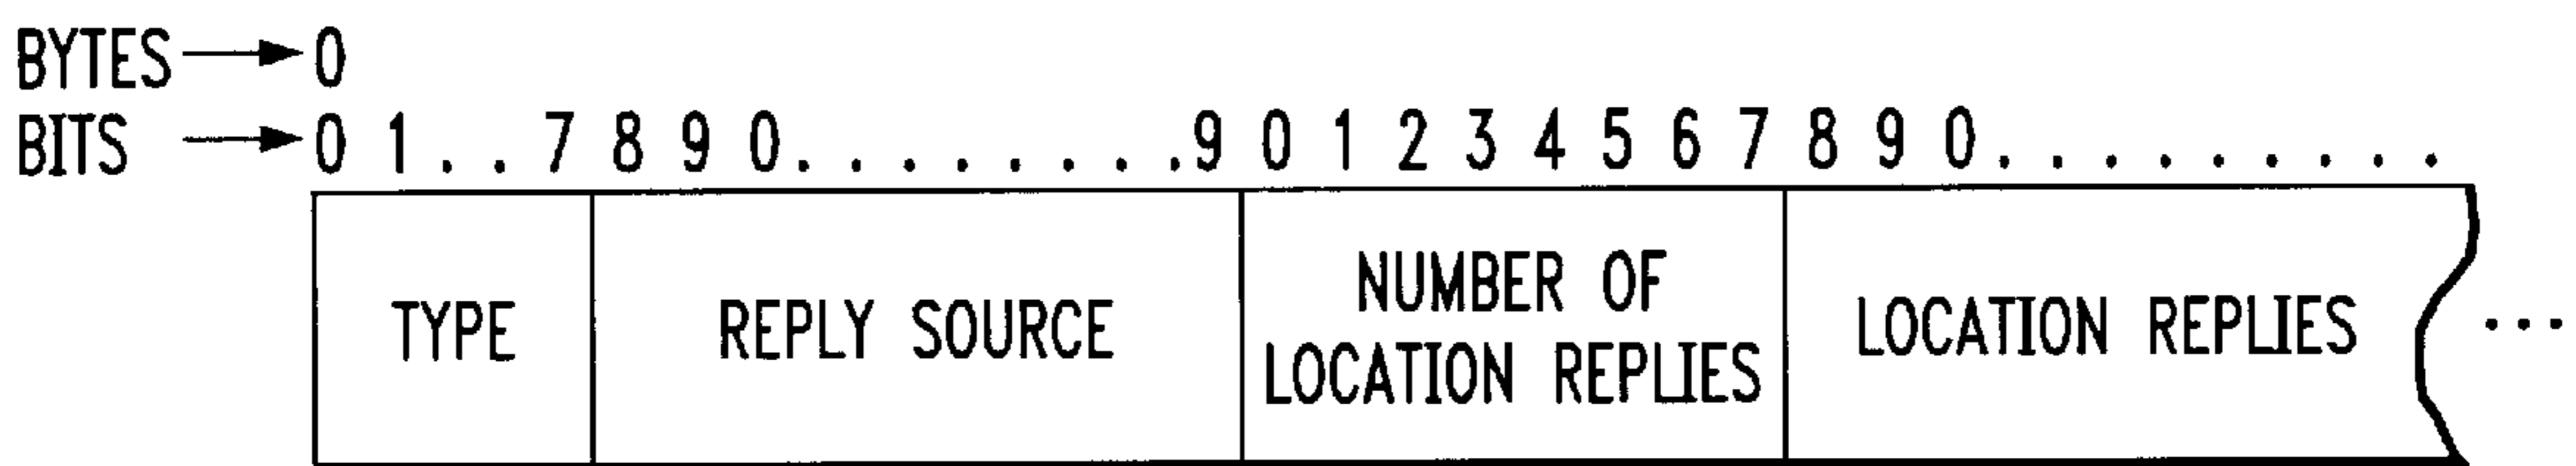 BYTES → 0
BITS → 0 1 . . 7 8 9 0 . . . . . . . . 9 0 1 2 3 4 5 6 7 8 9 0 . . . . . . . . .
TYPE
REPLY SOURCE
NUMBER OF
LOCATION REPLIES
LOCATION REPLIES
...